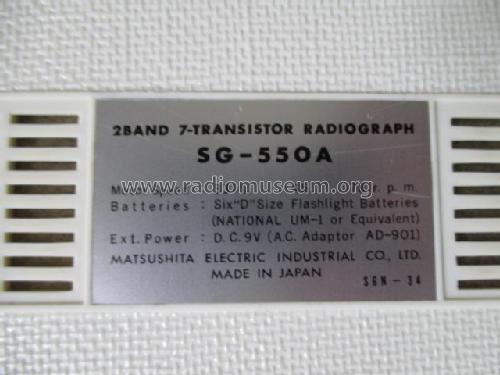 2BAND 7-TRANSISTOR RADIOGRAPH
SG-550A
www.radiomuseum.org
r. p. m.
Batteries : Six"D"Size Flashlight Batteries
(NATIONAL UM-1 or Equivalent)
Ext. Power : D.C. 9V (A.C. Adaptor AD-901)
MATSUSHITA ELECTRIC INDUSTRIAL CO., LTD.
MADE IN JAPAN
SGN - 34